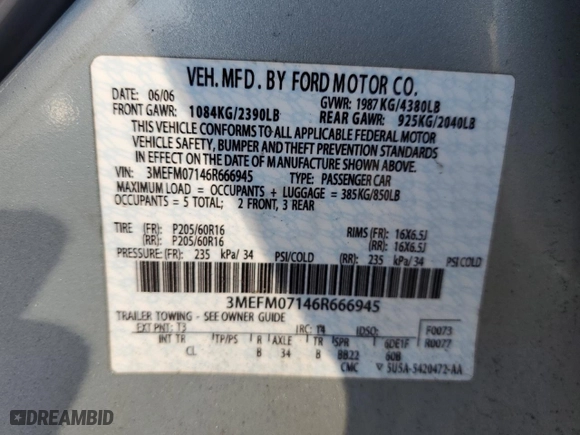 VEH. MFD. BY FORD MOTOR CO.
DATE: 06/06 GVWR: 1987 KG/4380LB
FRONT GAWR: 1084KG/2390LB REAR GAWR: 925KG/2040LB
THIS VEHICLE CONFORMS TO ALL APPLICABLE FEDERAL MOTOR
VEHICLE SAFETY, BUMPER AND THEFT PREVENTION STANDARDS
IN EFFECT ON THE DATE OF MANUFACTURE SHOWN ABOVE.
VIN: 3MEFM07146R666945 TYPE: PASSENGER CAR
MAXIMUM LOAD = OCCUPANTS + LUGGAGE = 385KG/850LB
OCCUPANTS = 5 TOTAL; 2 FRONT, 3 REAR
TIRE (FR): P205/60R16 RIMS (FR): 16X6.5J
(RR): P205/60R16 (RR): 16X6.5J
PRESSURE: (FR) 235 kPa/ 34 PSI/COLD (RR) 235 kPa/ 34 PSI/COLD
3MEFM07146R666945
TRAILER TOWING - SEE OWNER GUIDE
EXT PNT: T3 RC: T4 DSO: F0073
INT TR TP/PS R AXLE TR SPR R0077
CL B 34 B BB22 60B
CMC 5U5A-5420472-AA
DREAMBID